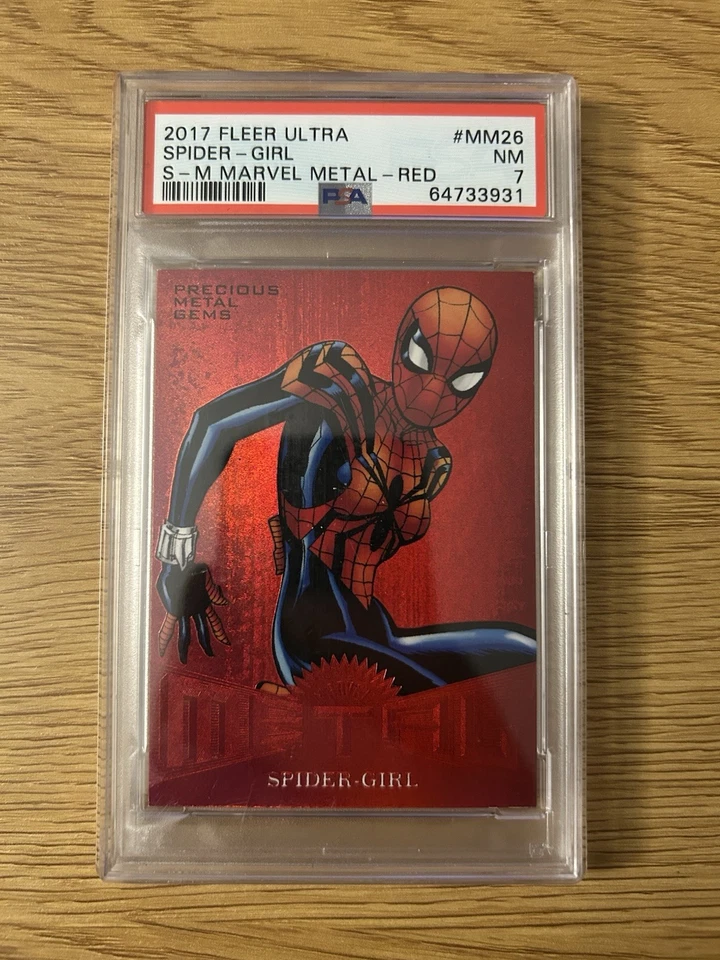 2017 FLEER ULTRA #MM26
SPIDER-GIRL NM
S-M MARVEL METAL-RED 7
PSA 64733931
PRECIOUS
METAL
GEMS
METAL
SPIDER-GIRL